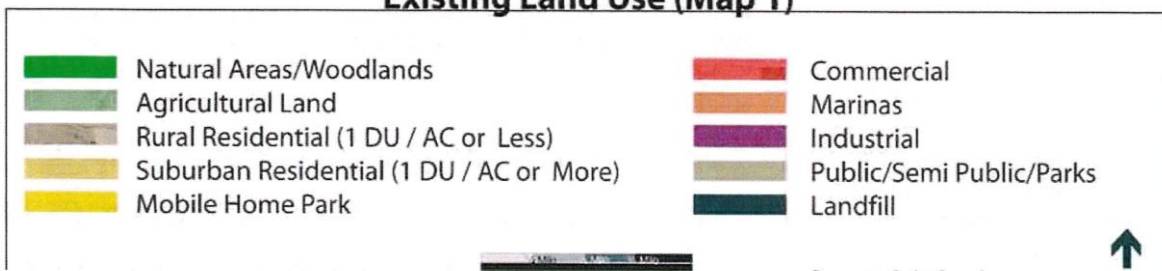 Existing Land Use (Map 1)
Natural Areas/Woodlands
Agricultural Land
Rural Residential (1 DU / AC or Less)
Suburban Residential (1 DU / AC or More)
Mobile Home Park
Commercial
Marinas
Industrial
Public/Semi Public/Parks
Landfill